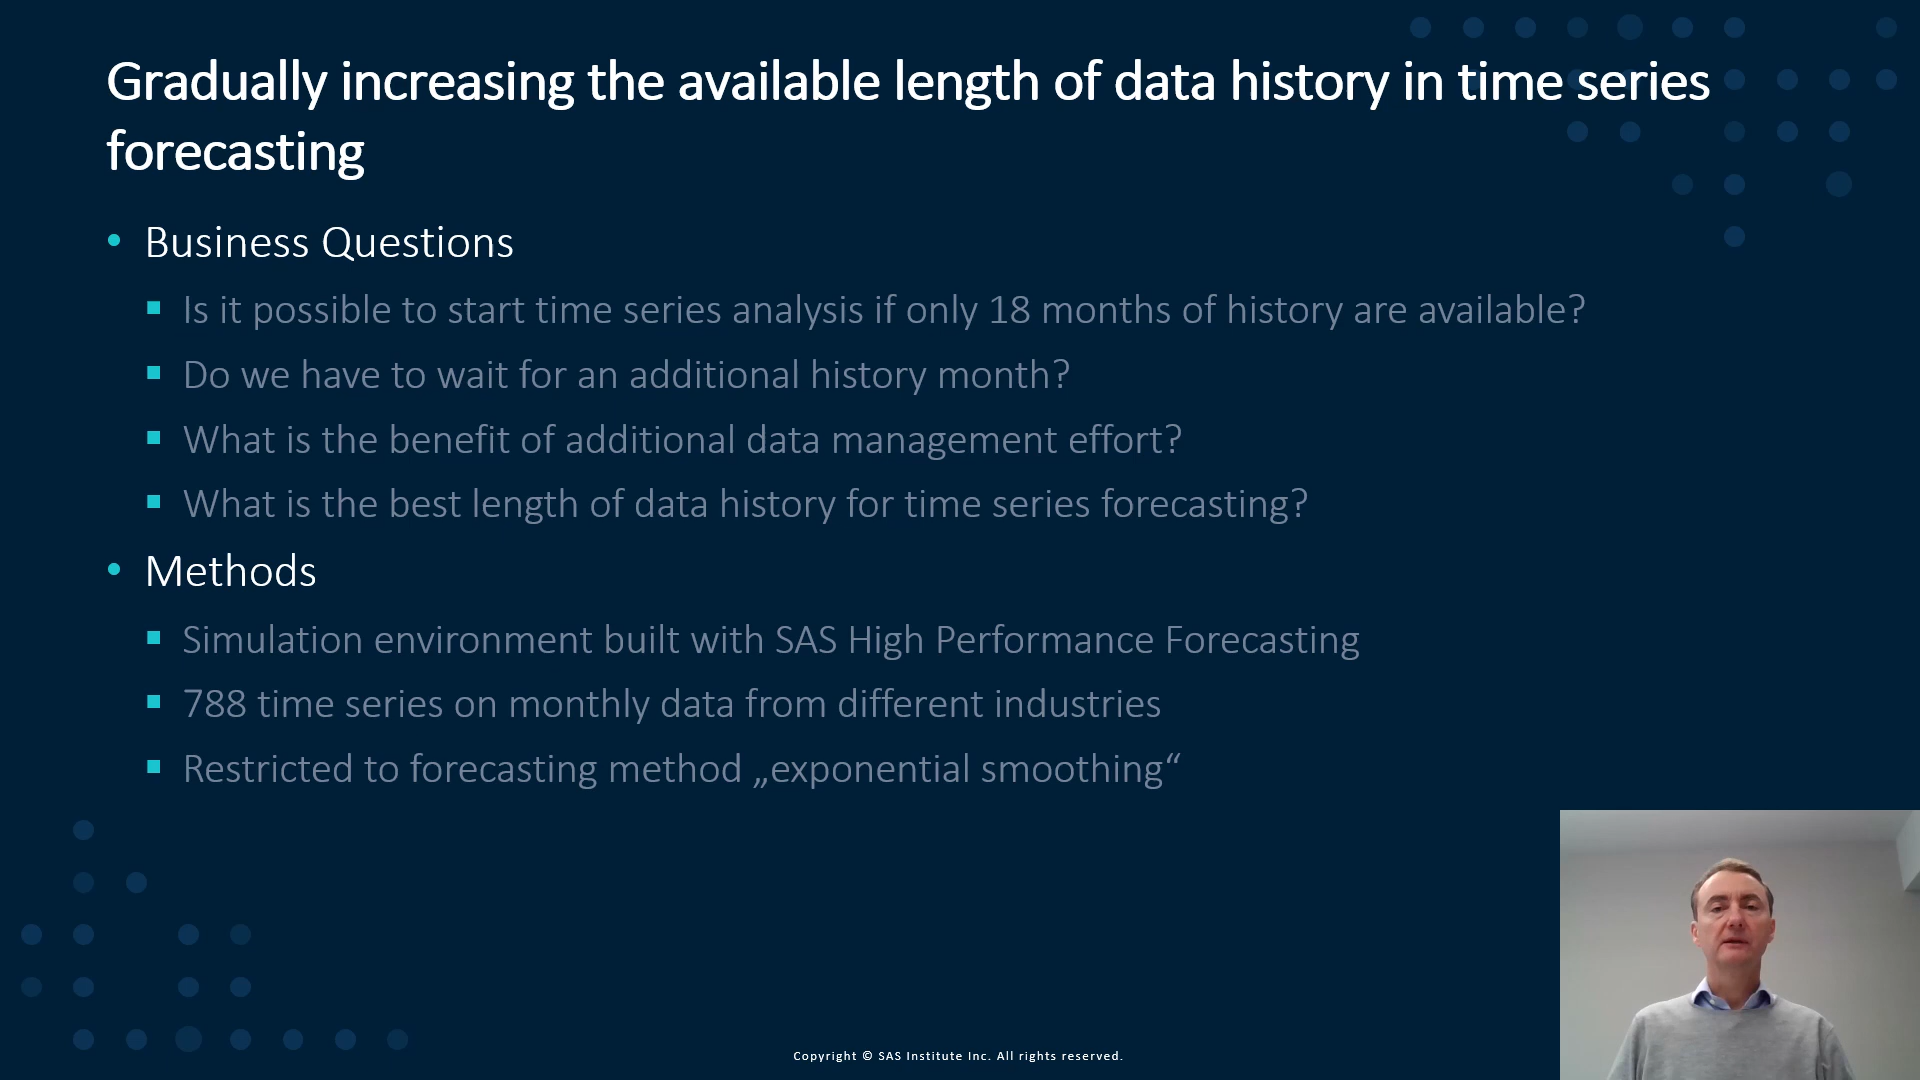 Gradually increasing the available length of data history in time series
forecasting
• Business Questions
▪ Is it possible to start time series analysis if only 18 months of history are available?
▪ Do we have to wait for an additional history month?
▪ What is the benefit of additional data management effort?
▪ What is the best length of data history for time series forecasting?
• Methods
▪ Simulation environment built with SAS High Performance Forecasting
▪ 788 time series on monthly data from different industries
▪ Restricted to forecasting method „exponential smoothing“
Copyright © SAS Institute Inc. All rights reserved.